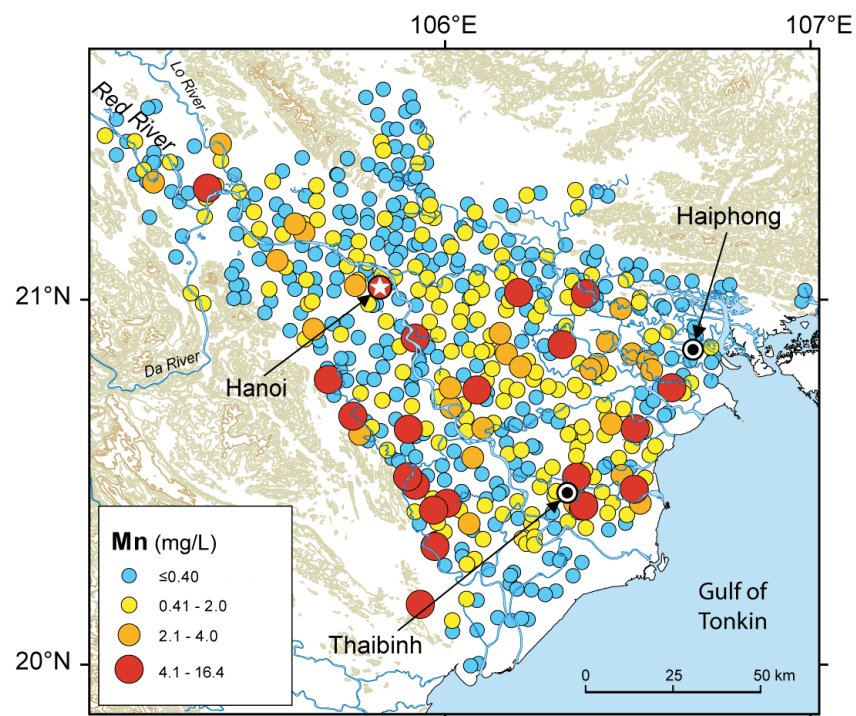 106°E
107°E
Lo River
Red River
Haiphong
21°N
21°N
Da River
Hanoi
Mn (mg/L)
≤0.40
0.41 - 2.0
2.1 - 4.0
4.1 - 16.4
Gulf of
Tonkin
Thaibinh
20°N
0 25 50 km